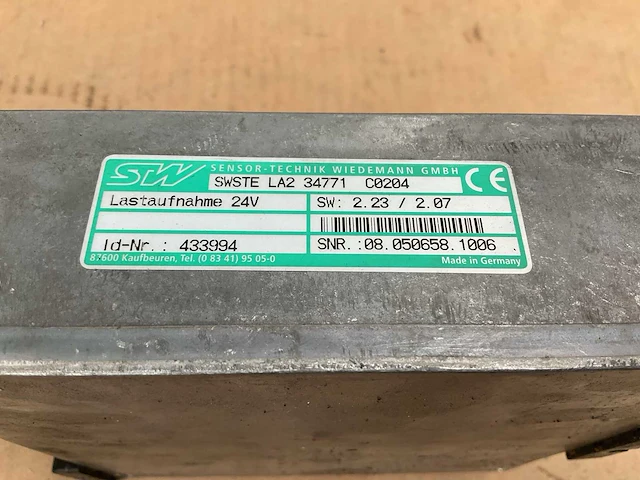 STW SENSOR-TECHNIK WIEDEMANN GMBH
SWSTE LA2 34771 C0204 CE
Lastaufnahme 24V SW: 2.23 / 2.07
Id-Nr.: 433994 SNR.:08.050658.1006
87600 Kaufbeuren, Tel. (0 83 41) 95 05-0 Made in Germany